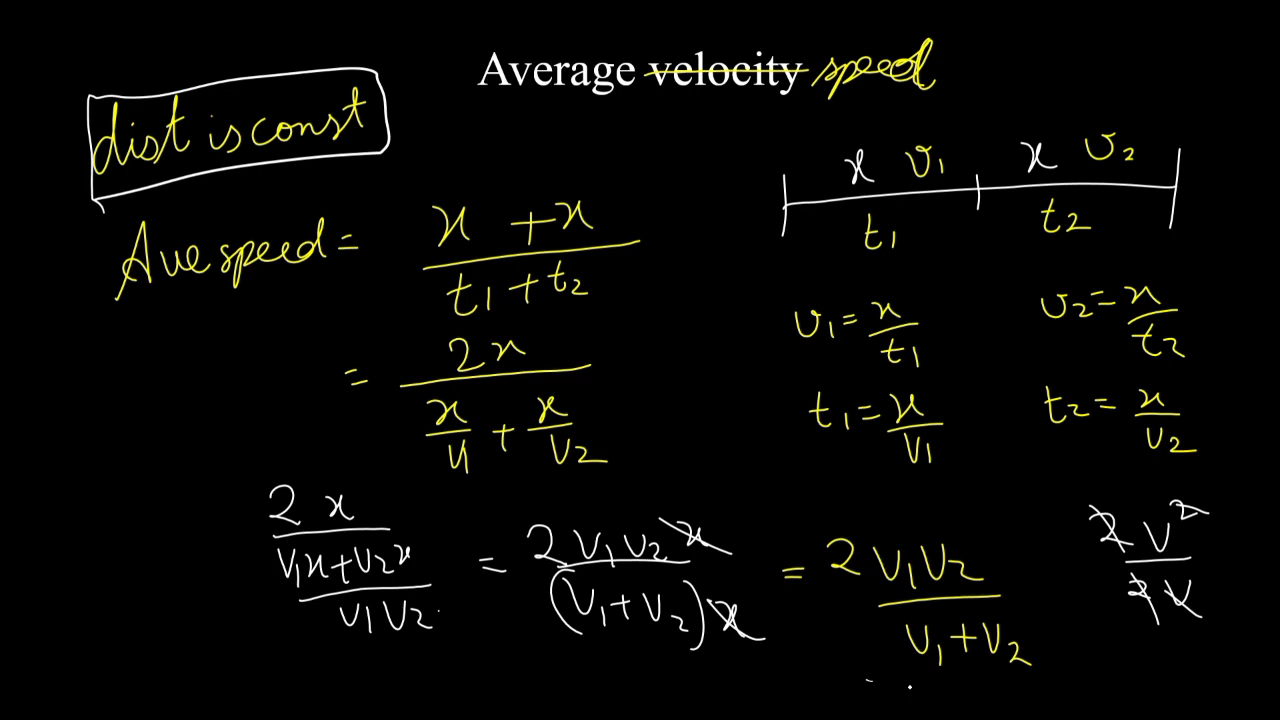 Average velocity speed
dist is const
x v1 x v2
t1 t2
Ave speed = (x + x)/(t1 + t2)
v1 = x/t1 v2 = x/t2
= 2x/(x/v1 + x/v2)
t1 = x/v1 t2 = x/v2
2x/((v1x + v2x)/(v1v2)) = 2v1v2x/((v1 + v2)x) = 2v1v2/(v1 + v2)
2v²/2v